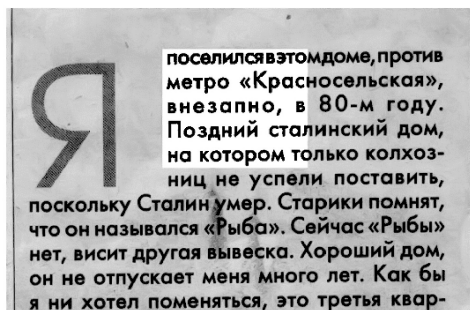 Я поселился в этом доме, против
метро «Красносельская»,
внезапно, в 80-м году.
Поздний сталинский дом,
на котором только колхоз-
ниц не успели поставить,
поскольку Сталин умер. Старики помнят,
что он назывался «Рыба». Сейчас «Рыбы»
нет, висит другая вывеска. Хороший дом,
он не отпускает меня много лет. Как бы
я ни хотел поменяться, это третья квар-